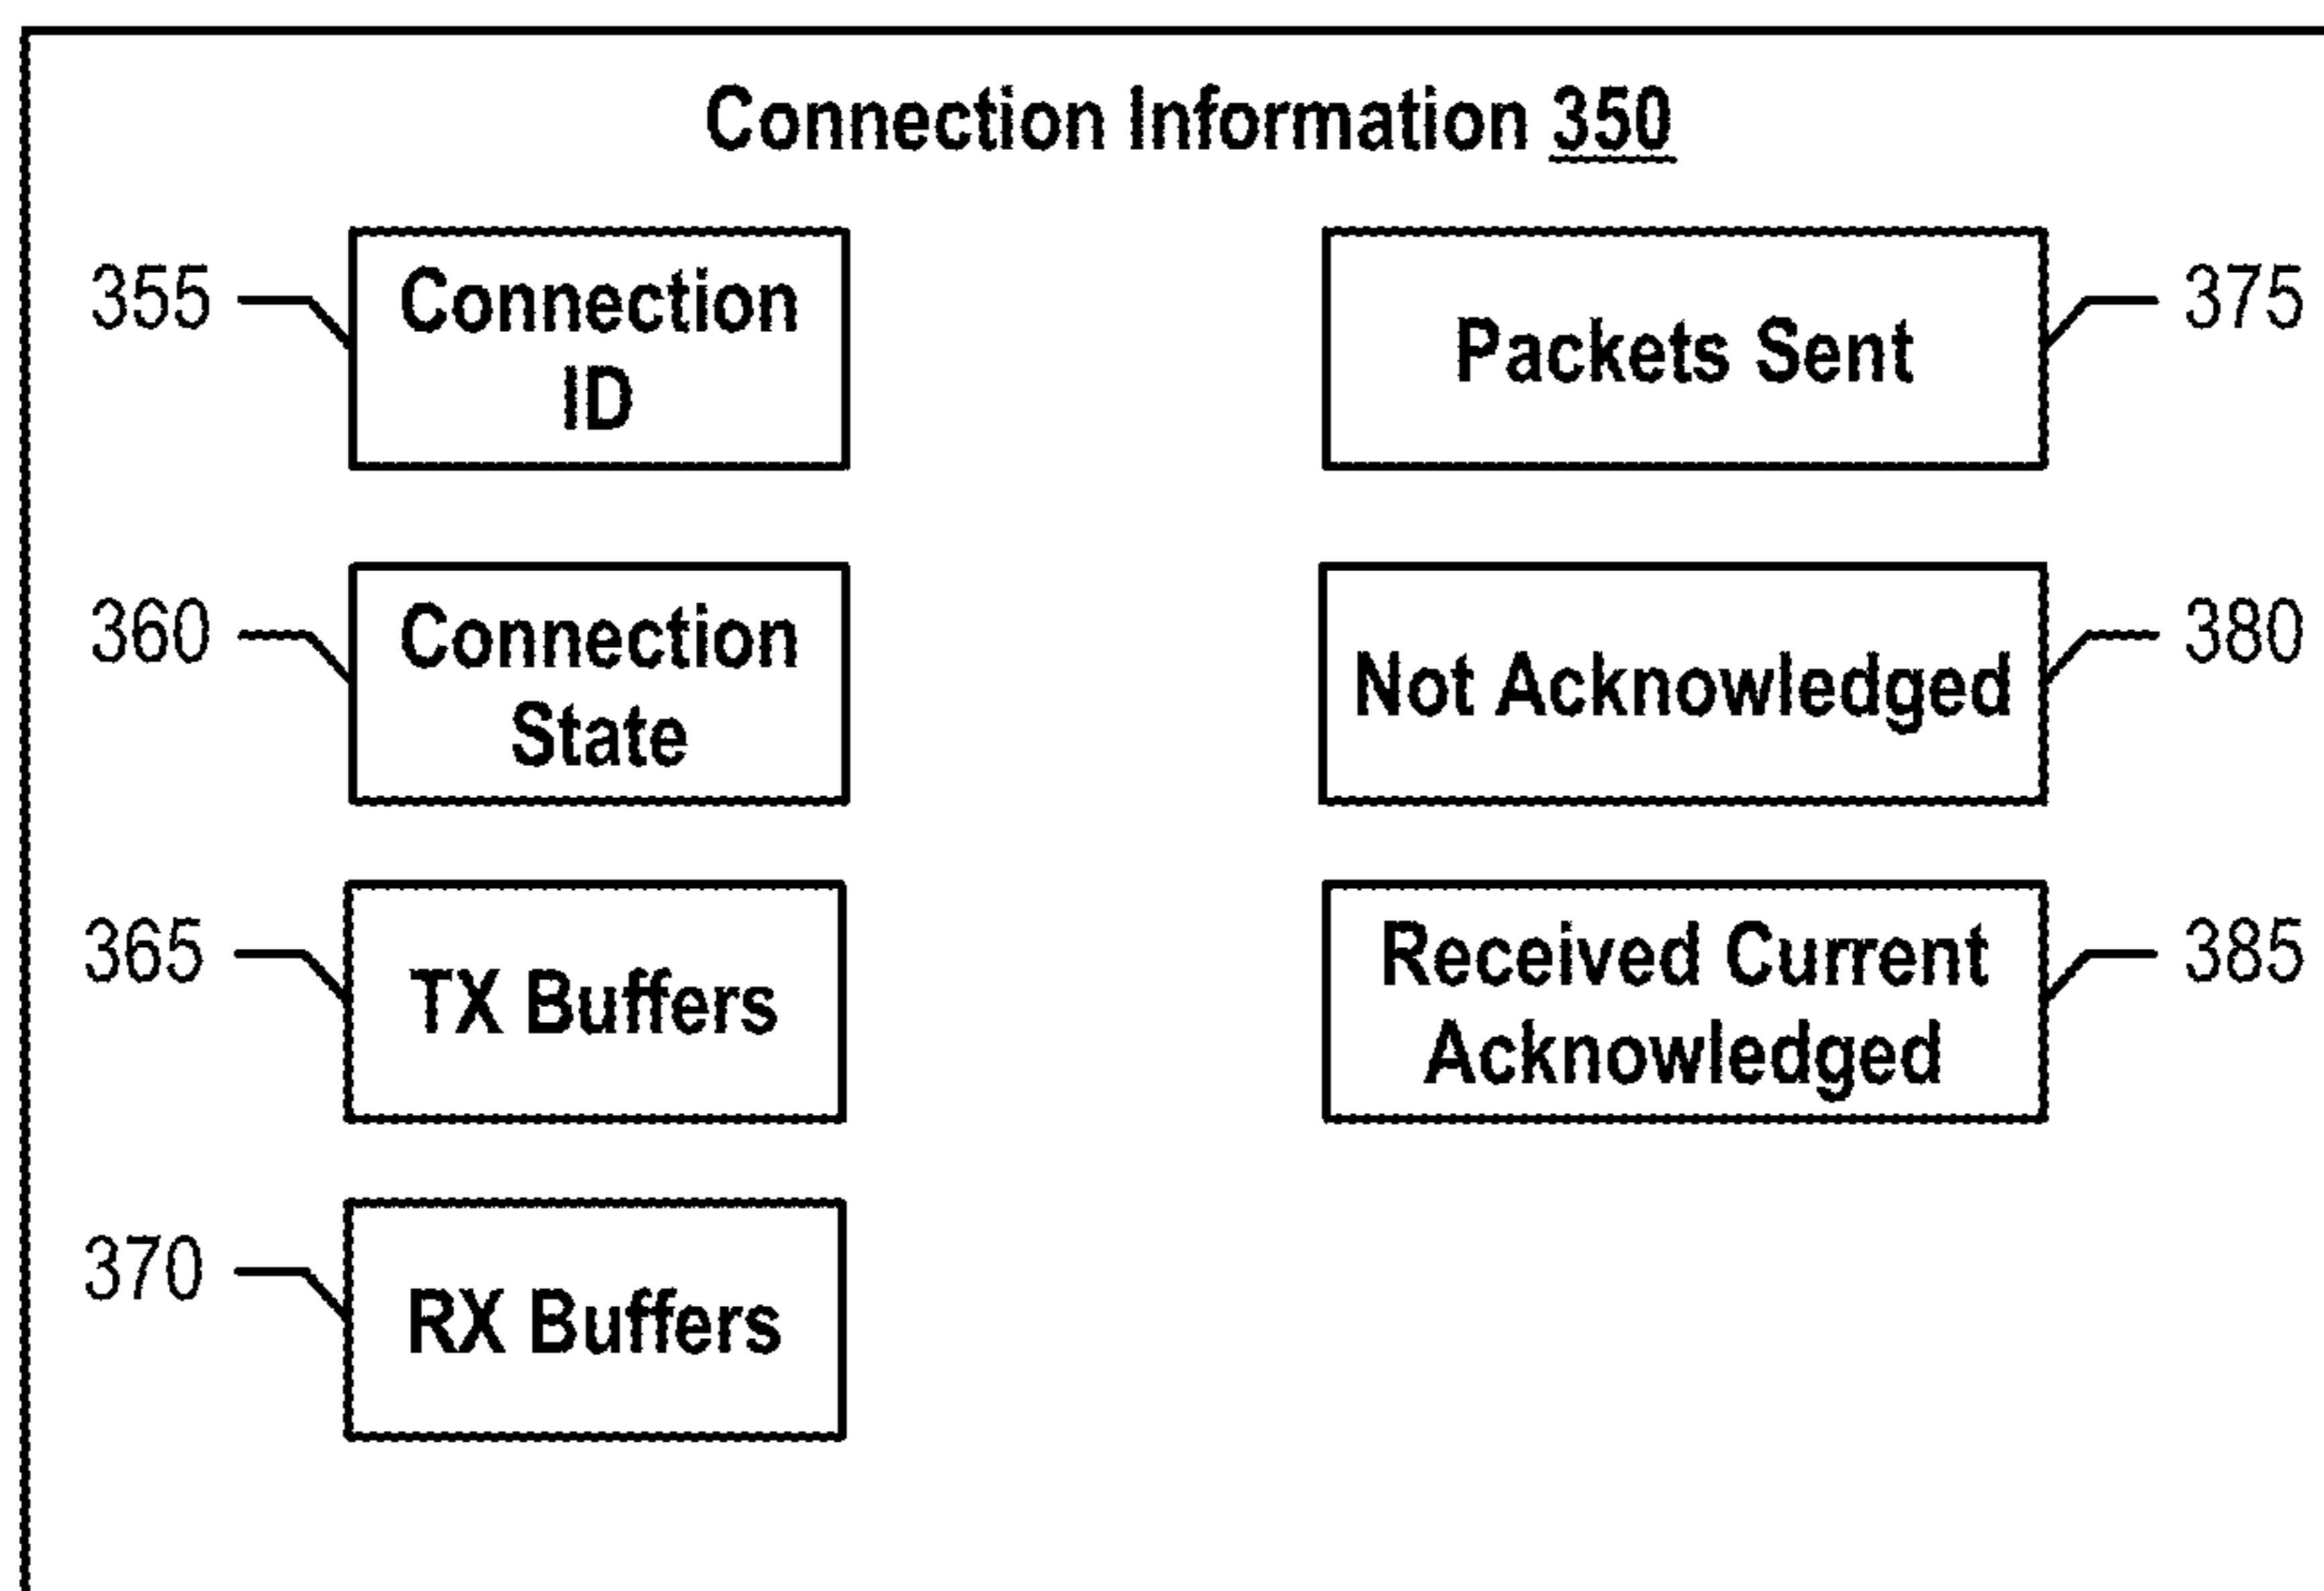 Connection Information 350
355
Connection
ID
Packets Sent
375
360
Connection
State
Not Acknowledged
380
365
TX Buffers
Received Current
Acknowledged
385
370
RX Buffers